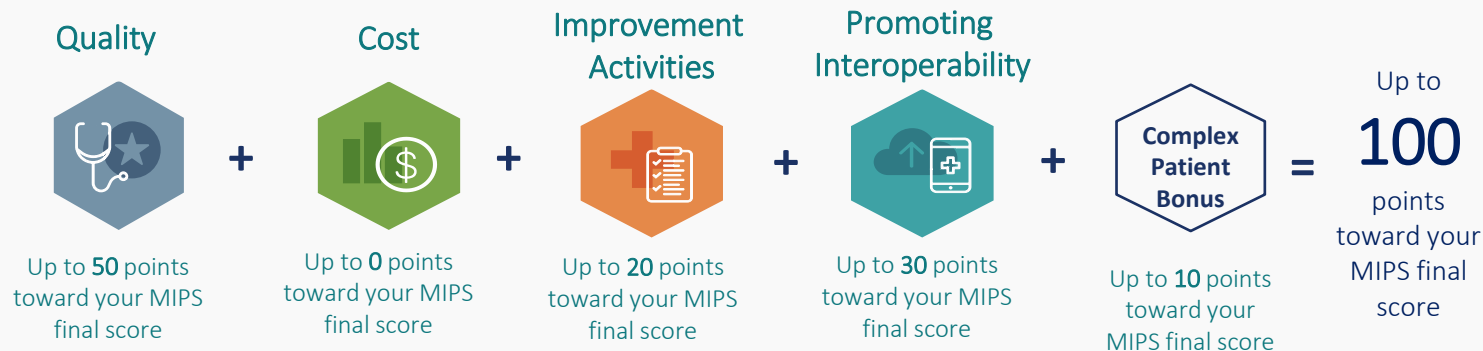 Quality
Up to 50 points
toward your MIPS
final score
+
Cost
$
Up to 0 points
toward your MIPS
final score
+
Improvement
Activities
Up to 20 points
toward your MIPS
final score
+
Promoting
Interoperability
Up to 30 points
toward your MIPS
final score
+
Complex
Patient
Bonus
Up to 10 points
toward your
MIPS final score
=
Up to
100
points
toward your
MIPS final
score